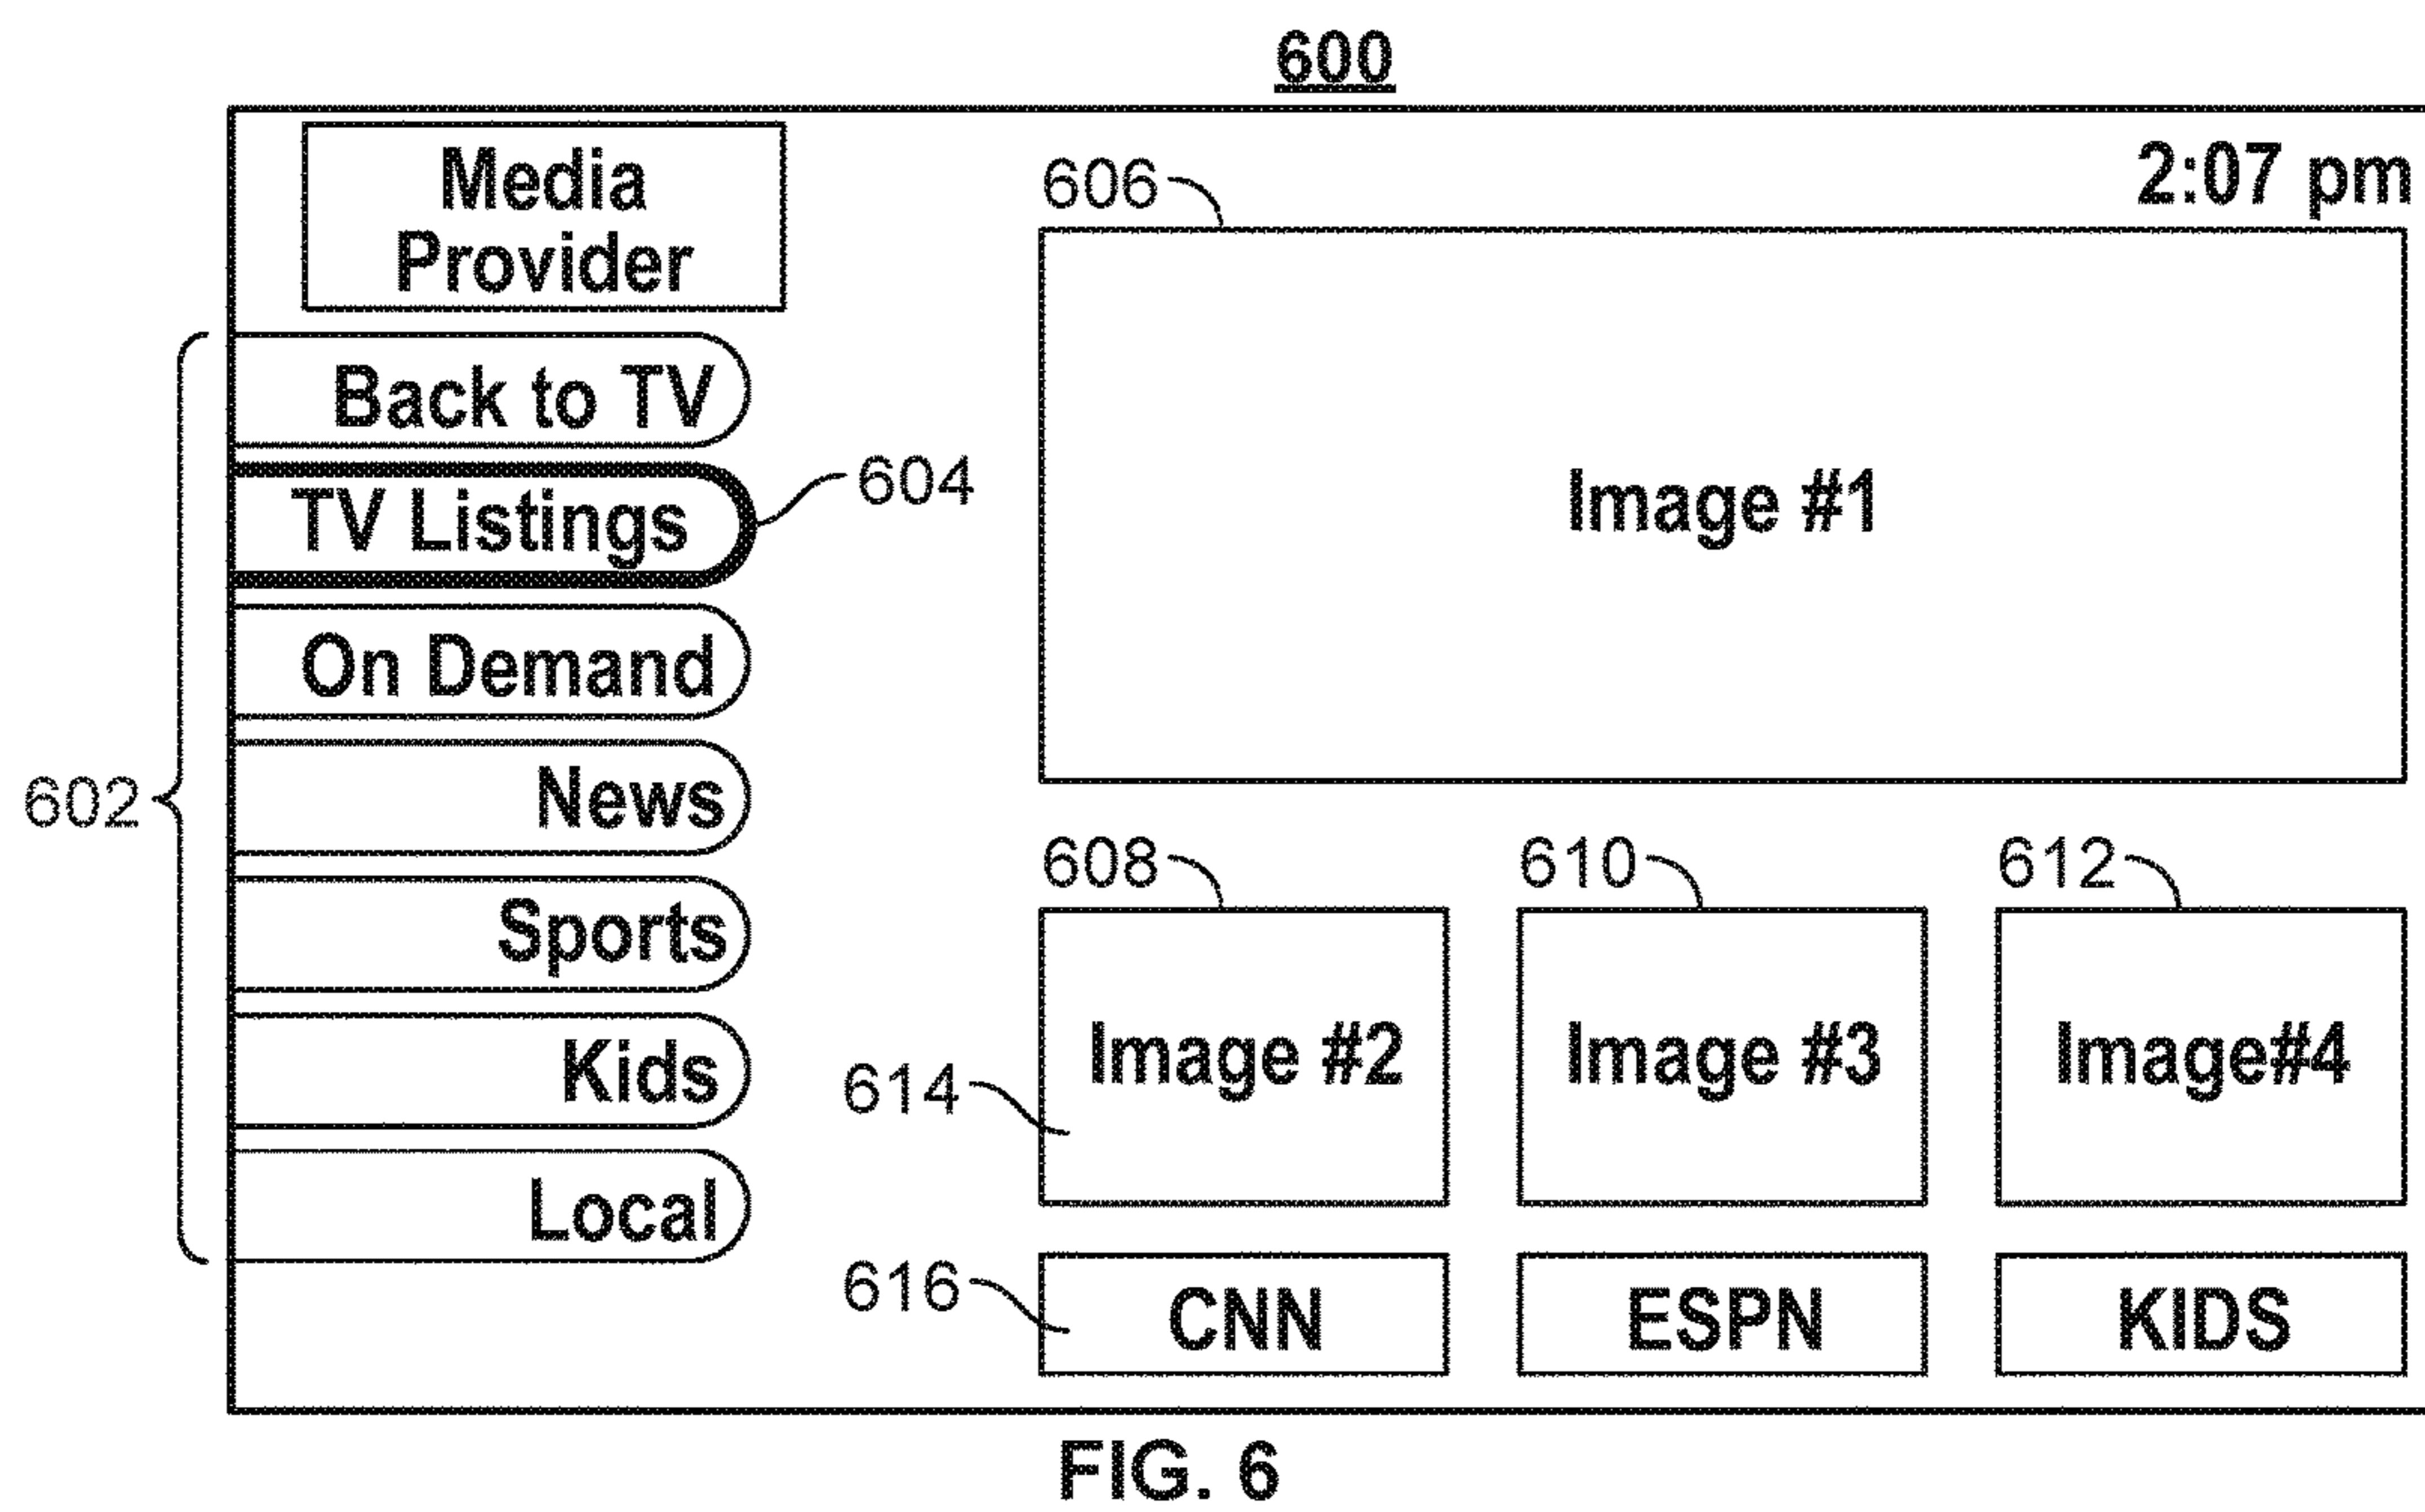 600
Media
Provider
2:07 pm
606
Back to TV
TV Listings
604
Image #1
On Demand
News
602
Sports
Kids
Local
608
610
612
Image #2
Image #3
Image#4
614
616
CNN
ESPN
KIDS
FIG. 6